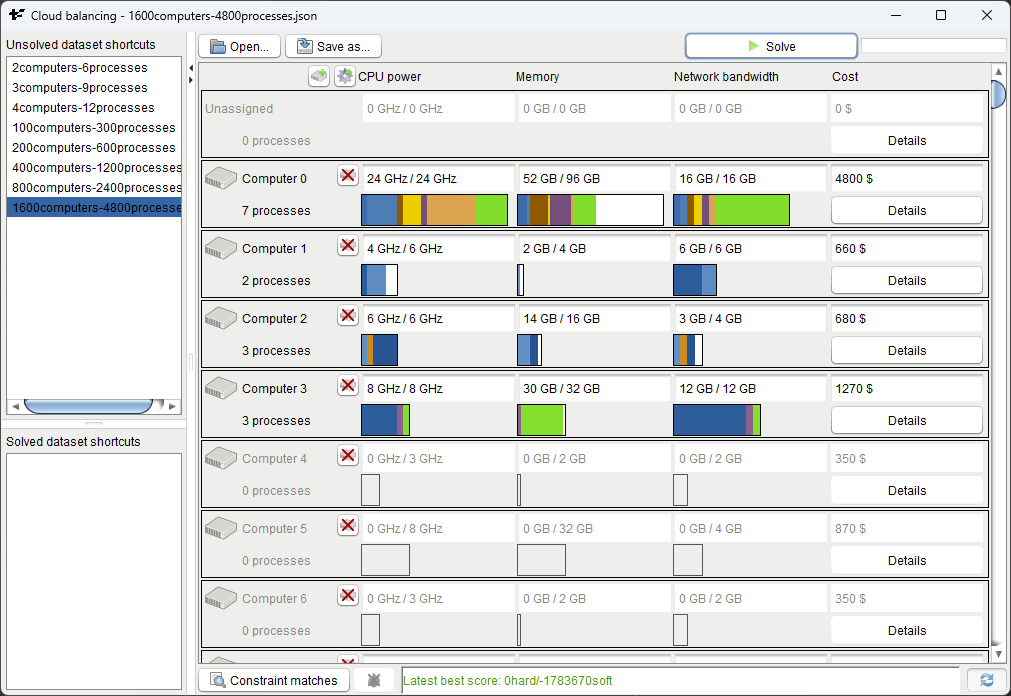 Cloud balancing - 1600computers-4800processes.json
Unsolved dataset shortcuts
2computers-6processes
3computers-9processes
4computers-12processes
100computers-300processes
200computers-600processes
400computers-1200processes
800computers-2400processes
1600computers-4800processe
Solved dataset shortcuts
Open... Save as... Solve
CPU power Memory Network bandwidth Cost
Unassigned 0 GHz / 0 GHz 0 GB / 0 GB 0 GB / 0 GB 0 $
0 processes Details
Computer 0 24 GHz / 24 GHz 52 GB / 96 GB 16 GB / 16 GB 4800 $
7 processes Details
Computer 1 4 GHz / 6 GHz 2 GB / 4 GB 6 GB / 6 GB 660 $
2 processes Details
Computer 2 6 GHz / 6 GHz 14 GB / 16 GB 3 GB / 4 GB 680 $
3 processes Details
Computer 3 8 GHz / 8 GHz 30 GB / 32 GB 12 GB / 12 GB 1270 $
3 processes Details
Computer 4 0 GHz / 3 GHz 0 GB / 2 GB 0 GB / 2 GB 350 $
0 processes Details
Computer 5 0 GHz / 8 GHz 0 GB / 32 GB 0 GB / 4 GB 870 $
0 processes Details
Computer 6 0 GHz / 3 GHz 0 GB / 2 GB 0 GB / 2 GB 350 $
0 processes Details
Constraint matches Latest best score: 0hard/-1783670soft